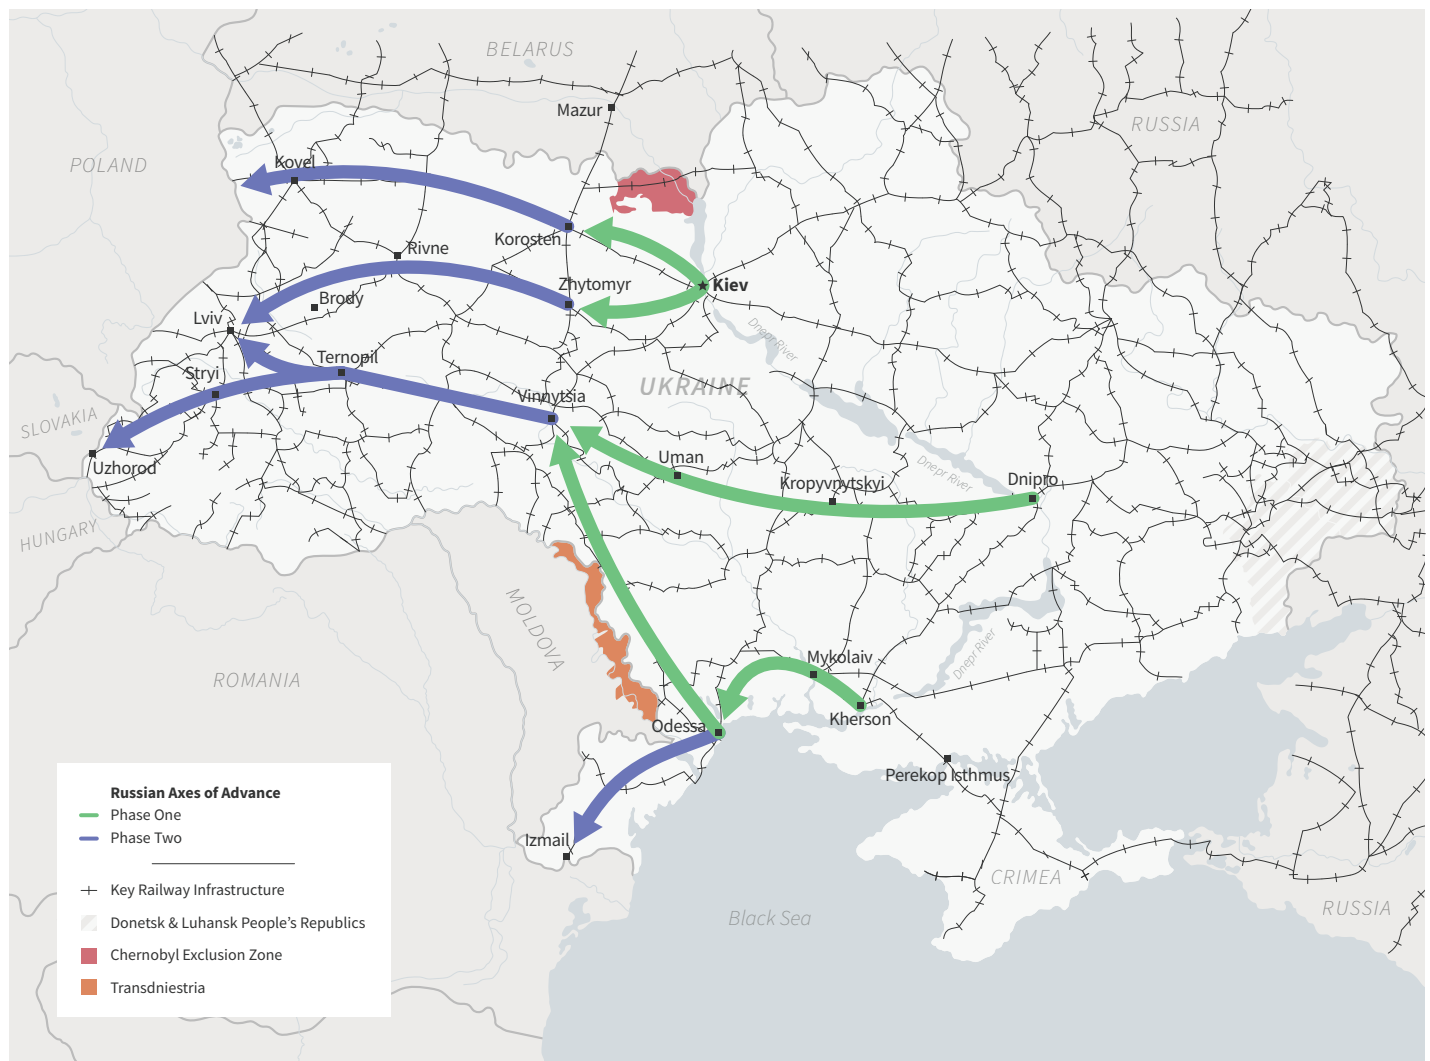 BELARUS
Mazur
RUSSIA
POLAND
Kovel
Korosten
Rivne
Zhytomyr
Kiev
Brody
Lviv
Dnepr River
Ternopil
Stryi
UKRAINE
Vinnytsia
SLOVAKIA
Uzhorod
Uman
Kropyvnytskyi
Dnepr River
Dnipro
HUNGARY
MOLDOVA
Dnepr River
Mykolaiv
ROMANIA
Odessa
Kherson
Perekop Isthmus
Izmail
CRIMEA
RUSSIA
Black Sea
Russian Axes of Advance
Phase One
Phase Two
Key Railway Infrastructure
Donetsk & Luhansk People’s Republics
Chernobyl Exclusion Zone
Transdniestria